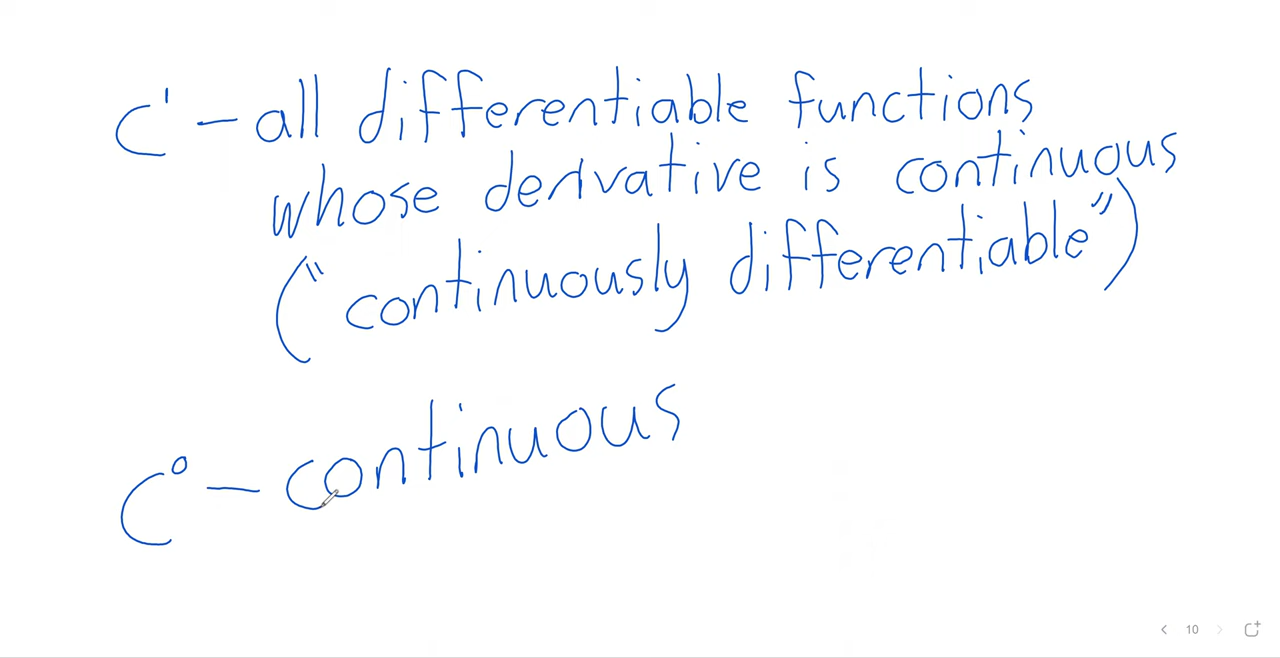 C¹ – all differentiable functions
whose derivative is continuous
("continuously differentiable")
C⁰ – continuous
10